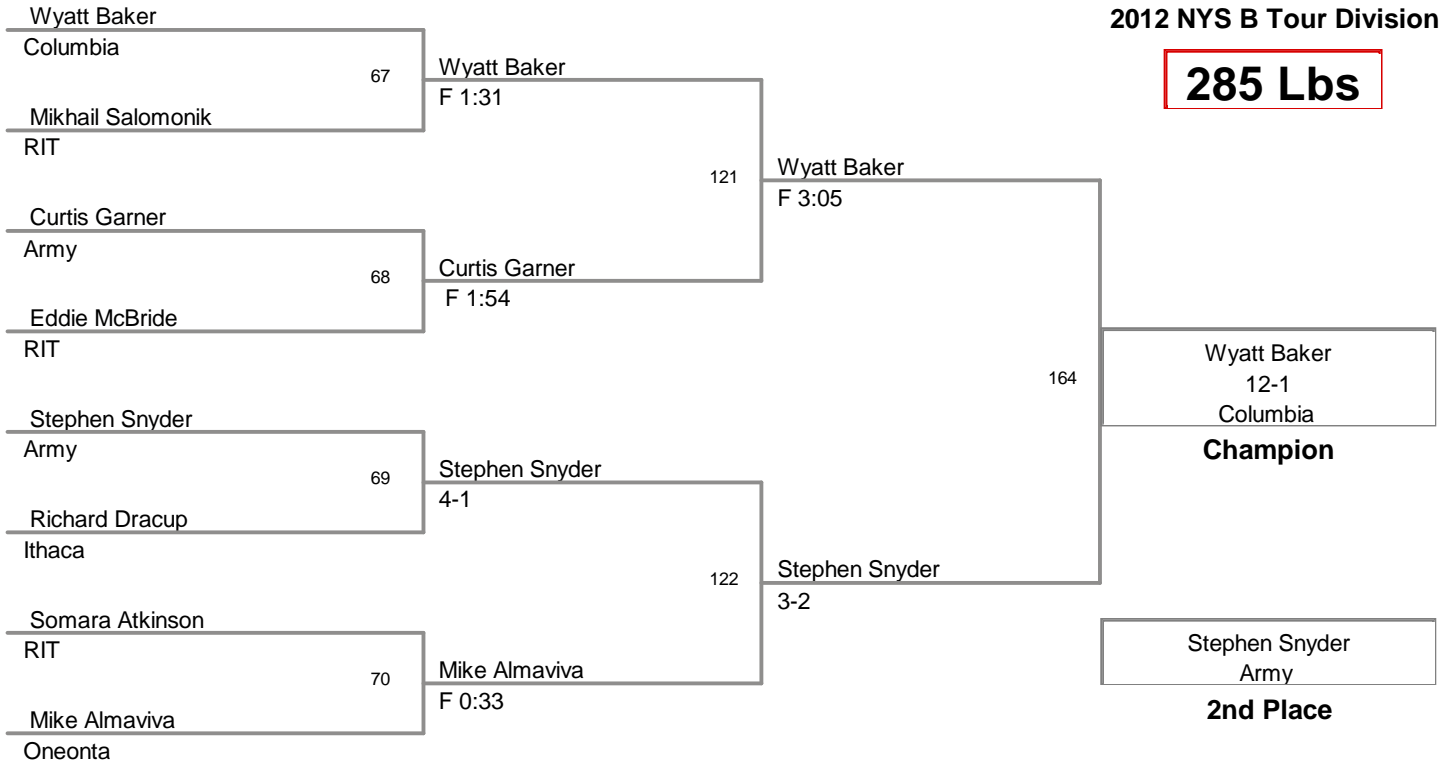 Wyatt Baker
Columbia
67
Mikhail Salomonik
RIT
Curtis Garner
Army
68
Eddie McBride
RIT
Stephen Snyder
Army
69
Richard Dracup
Ithaca
Somara Atkinson
RIT
70
Mike Almaviva
Oneonta
Wyatt Baker
F 1:31
121
Curtis Garner
F 1:54
Stephen Snyder
4-1
122
Mike Almaviva
F 0:33
Wyatt Baker
F 3:05
164
Stephen Snyder
3-2
2012 NYS B Tour Division
285 Lbs
Wyatt Baker
12-1
Columbia
Champion
Stephen Snyder
Army
2nd Place